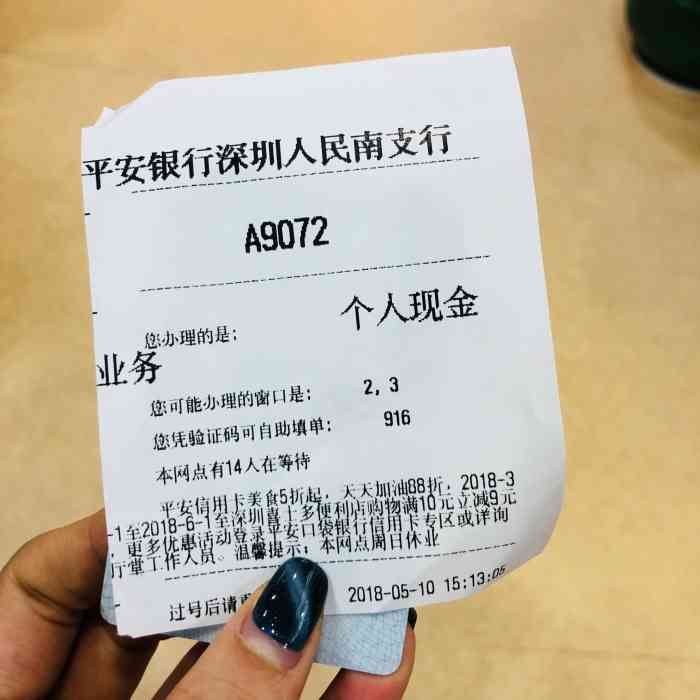 平安银行深圳人民南支行
A9072
您办理的是: 个人现金
业务
您可能办理的窗口是: 2, 3
您凭验证码可自助填单: 916
本网点有14人在等待
平安信用卡美食5折起，天天加油88折，2018-3
-1至2018-6-1至深圳喜士多便利店购物满10元立减9元
，更多优惠活动登录平安口袋银行信用卡专区或详询
厅堂工作人员。温馨提示：本网点周日休业
过号后请 2018-05-10 15:13:05